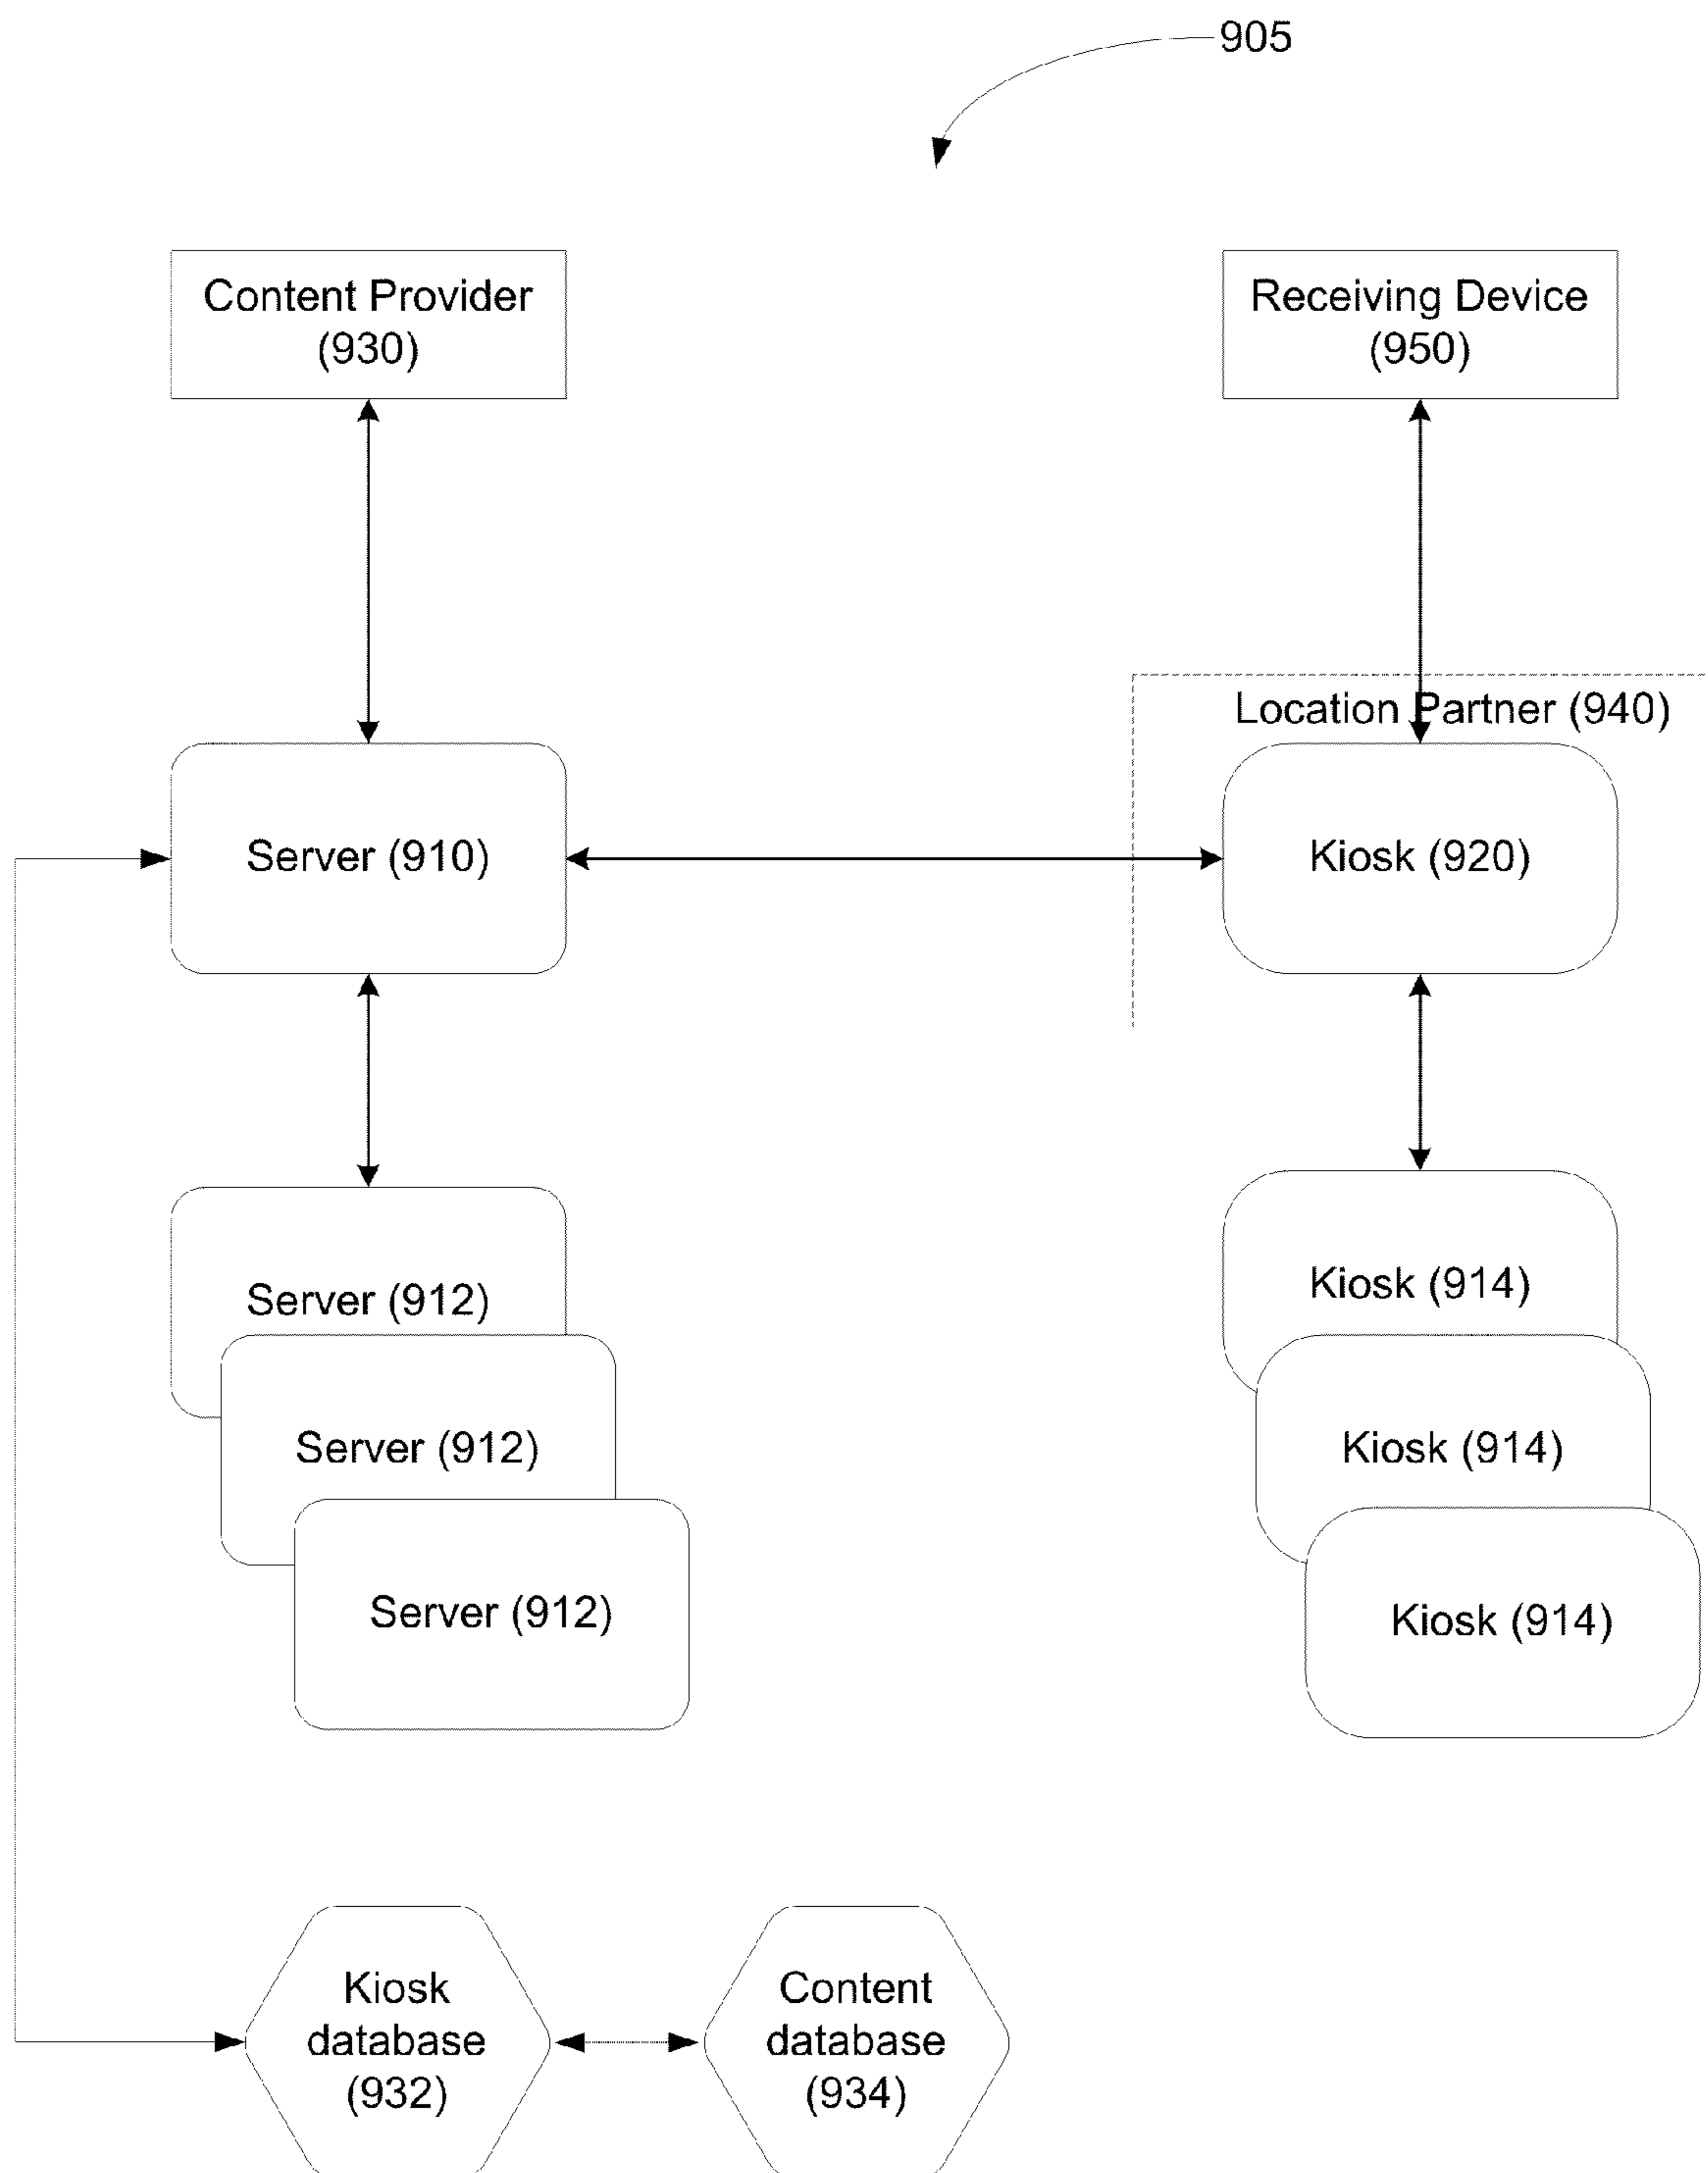 905
Content Provider
(930)
Receiving Device
(950)
Location Partner (940)
Server (910)
Kiosk (920)
Server (912)
Kiosk (914)
Server (912)
Kiosk (914)
Server (912)
Kiosk (914)
Kiosk
database
(932)
Content
database
(934)